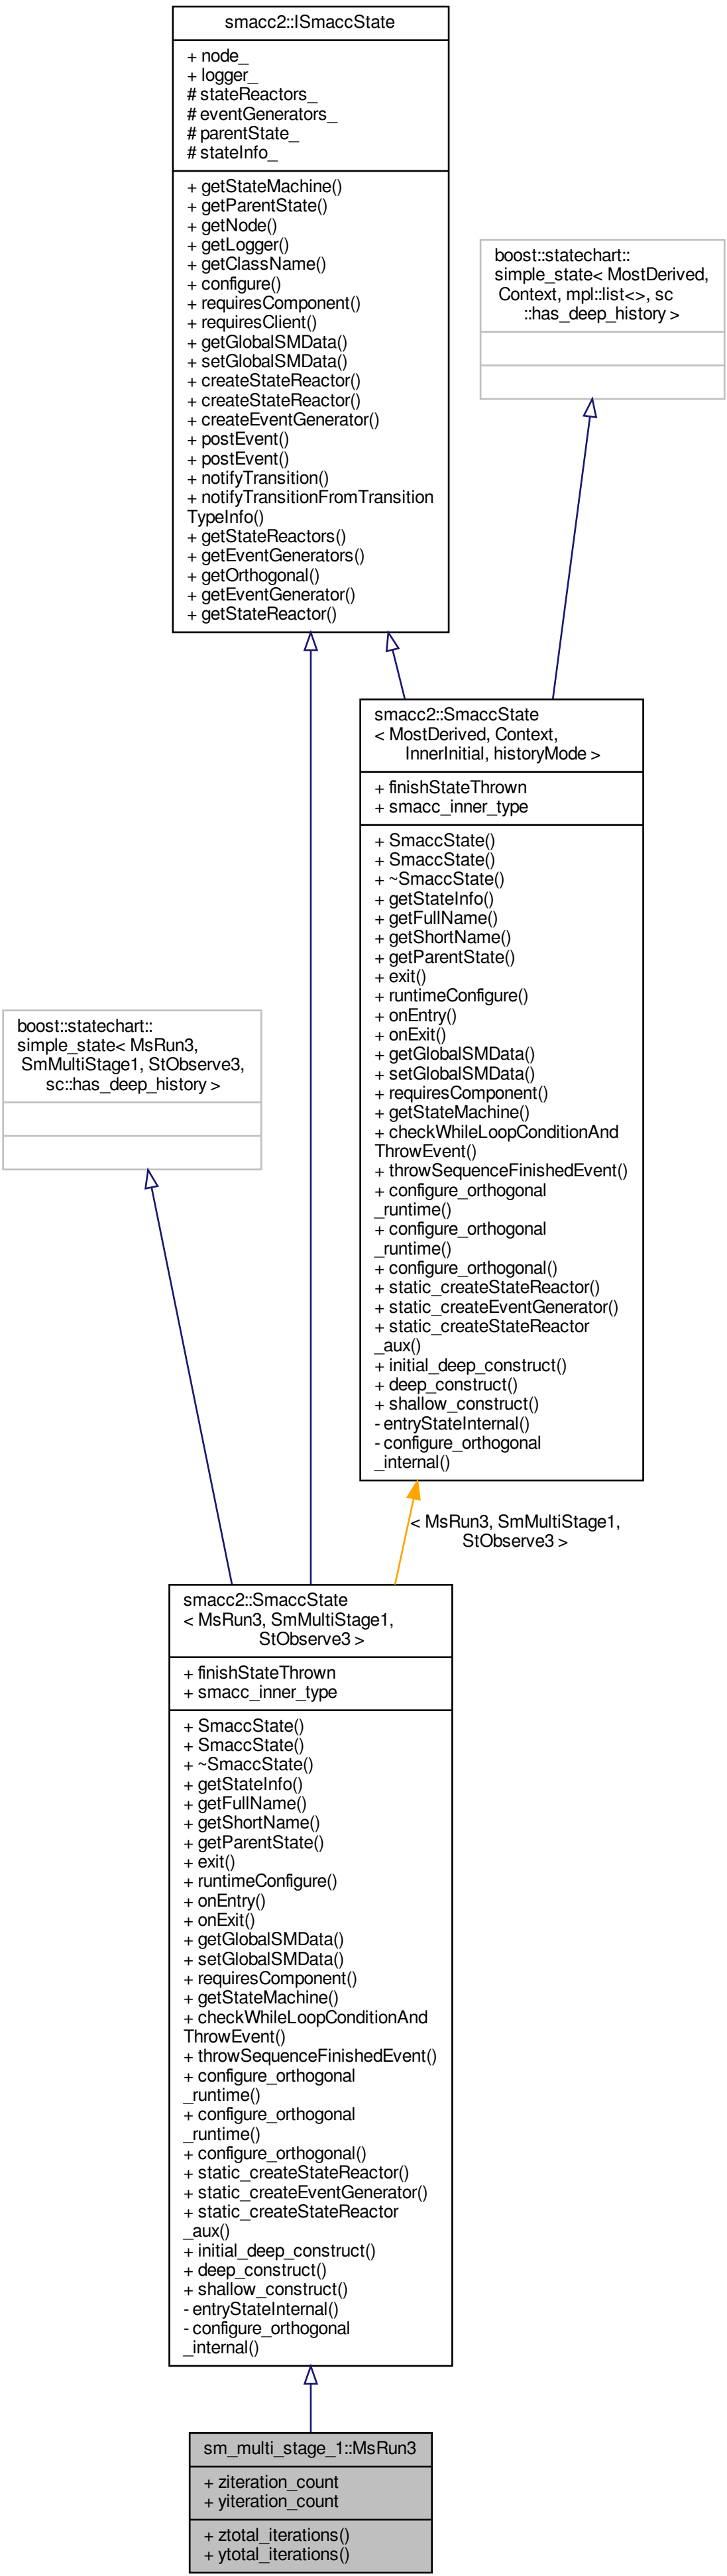 smacc2::ISmaccState
+ node_
+ logger_
# stateReactors_
# eventGenerators_
# parentState_
# stateInfo_
+ getStateMachine()
+ getParentState()
+ getNode()
+ getLogger()
+ getClassName()
+ configure()
+ requiresComponent()
+ requiresClient()
+ getGlobalSMData()
+ setGlobalSMData()
+ createStateReactor()
+ createStateReactor()
+ createEventGenerator()
+ postEvent()
+ postEvent()
+ notifyTransition()
+ notifyTransitionFromTransition
TypeInfo()
+ getStateReactors()
+ getEventGenerators()
+ getOrthogonal()
+ getEventGenerator()
+ getStateReactor()
boost::statechart::
simple_state< MostDerived,
Context, mpl::list<>, sc
::has_deep_history >
smacc2::SmaccState
< MostDerived, Context,
InnerInitial, historyMode >
+ finishStateThrown
+ smacc_inner_type
+ SmaccState()
+ SmaccState()
+ ~SmaccState()
+ getStateInfo()
+ getFullName()
+ getShortName()
+ getParentState()
+ exit()
+ runtimeConfigure()
+ onEntry()
+ onExit()
+ getGlobalSMData()
+ setGlobalSMData()
+ requiresComponent()
+ getStateMachine()
+ checkWhileLoopConditionAnd
ThrowEvent()
+ throwSequenceFinishedEvent()
+ configure_orthogonal
_runtime()
+ configure_orthogonal
_runtime()
+ configure_orthogonal()
+ static_createStateReactor()
+ static_createEventGenerator()
+ static_createStateReactor
_aux()
+ initial_deep_construct()
+ deep_construct()
+ shallow_construct()
- entryStateInternal()
- configure_orthogonal
_internal()
boost::statechart::
simple_state< MsRun3,
SmMultiStage1, StObserve3,
sc::has_deep_history >
< MsRun3, SmMultiStage1,
StObserve3 >
smacc2::SmaccState
< MsRun3, SmMultiStage1,
StObserve3 >
+ finishStateThrown
+ smacc_inner_type
+ SmaccState()
+ SmaccState()
+ ~SmaccState()
+ getStateInfo()
+ getFullName()
+ getShortName()
+ getParentState()
+ exit()
+ runtimeConfigure()
+ onEntry()
+ onExit()
+ getGlobalSMData()
+ setGlobalSMData()
+ requiresComponent()
+ getStateMachine()
+ checkWhileLoopConditionAnd
ThrowEvent()
+ throwSequenceFinishedEvent()
+ configure_orthogonal
_runtime()
+ configure_orthogonal
_runtime()
+ configure_orthogonal()
+ static_createStateReactor()
+ static_createEventGenerator()
+ static_createStateReactor
_aux()
+ initial_deep_construct()
+ deep_construct()
+ shallow_construct()
- entryStateInternal()
- configure_orthogonal
_internal()
sm_multi_stage_1::MsRun3
+ ziteration_count
+ yiteration_count
+ ztotal_iterations()
+ ytotal_iterations()